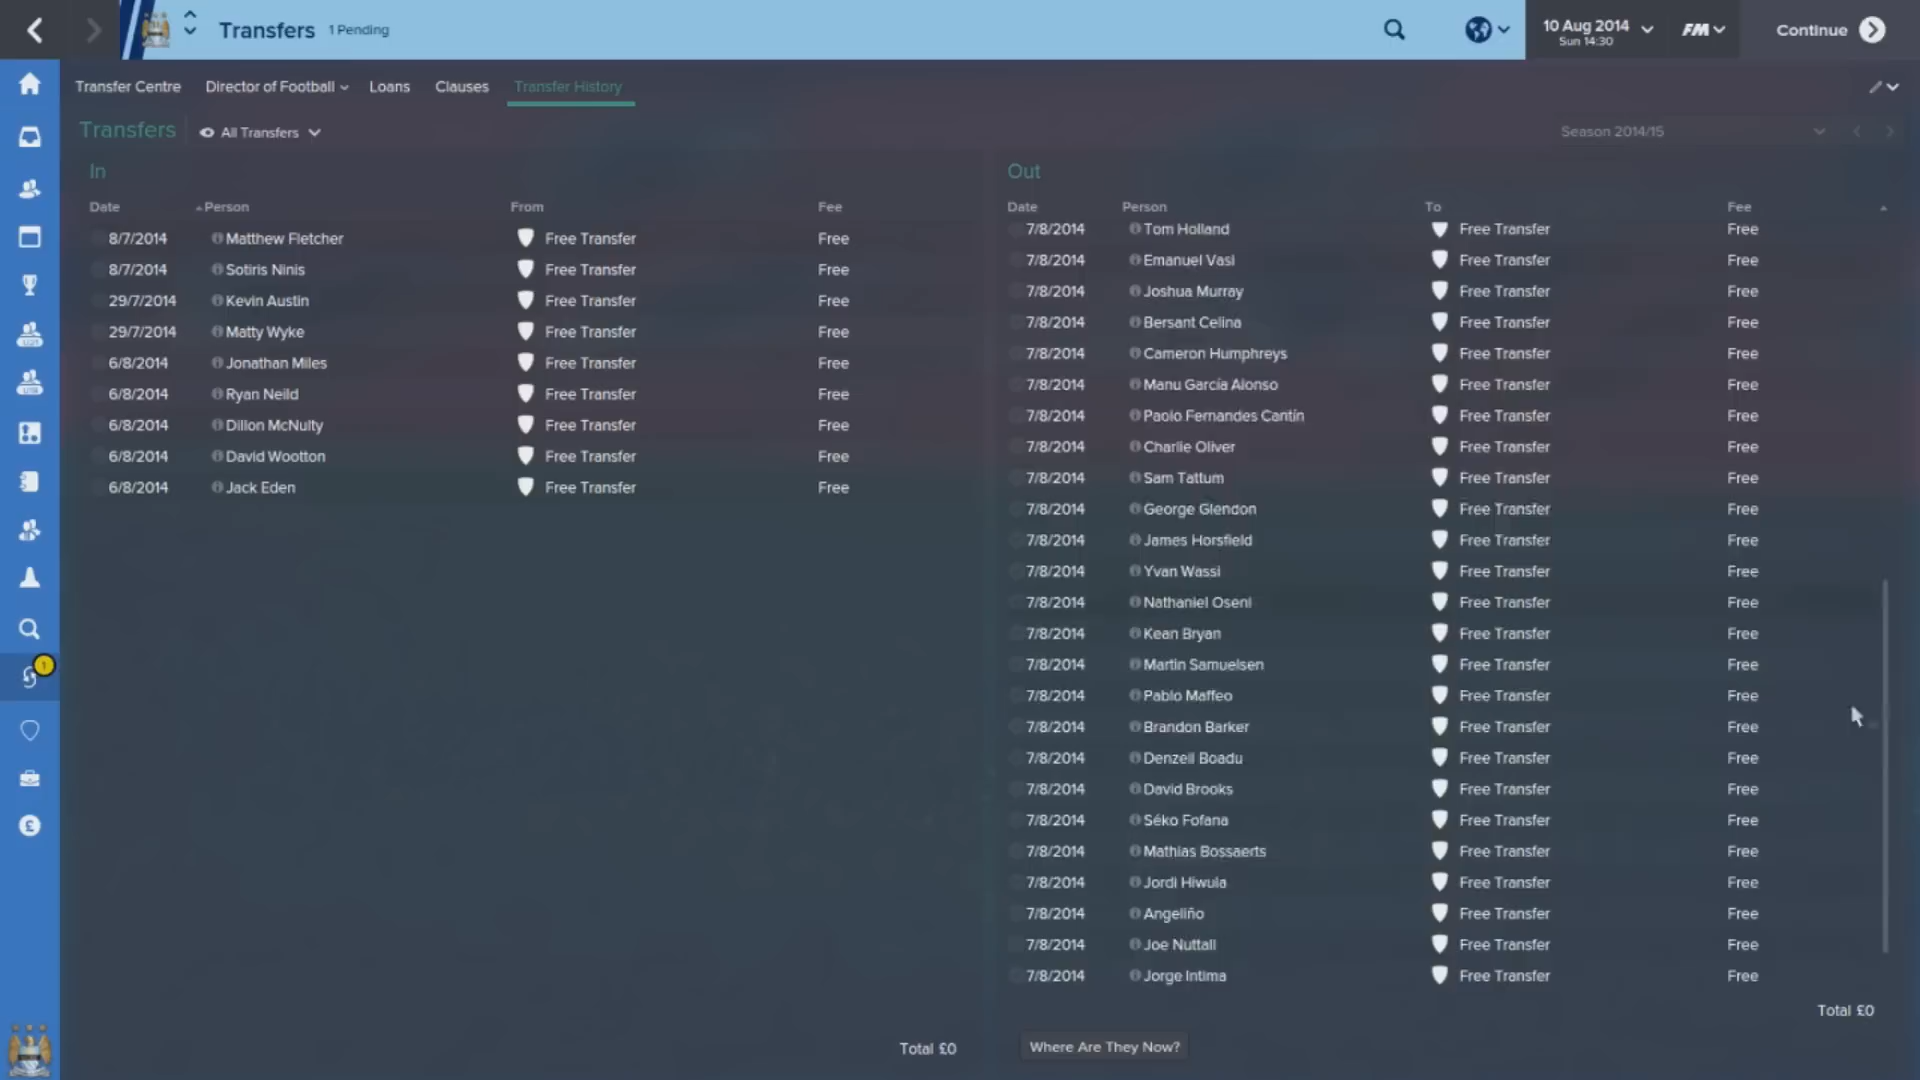 Transfers 1 Pending
10 Aug 2014
Sun 14:30
FM
Continue
Transfer Centre Director of Football Loans Clauses Transfer History
Transfers All Transfers Season 2014/15
In
Date Person From Fee
8/7/2014 Matthew Fletcher Free Transfer Free
8/7/2014 Sotiris Ninis Free Transfer Free
29/7/2014 Kevin Austin Free Transfer Free
29/7/2014 Matty Wyke Free Transfer Free
6/8/2014 Jonathan Miles Free Transfer Free
6/8/2014 Ryan Neild Free Transfer Free
6/8/2014 Dillon McNulty Free Transfer Free
6/8/2014 David Wootton Free Transfer Free
6/8/2014 Jack Eden Free Transfer Free
Total £0
Out
Date Person To Fee
7/8/2014 Tom Holland Free Transfer Free
7/8/2014 Emanuel Vasi Free Transfer Free
7/8/2014 Joshua Murray Free Transfer Free
7/8/2014 Bersant Celina Free Transfer Free
7/8/2014 Cameron Humphreys Free Transfer Free
7/8/2014 Manu García Alonso Free Transfer Free
7/8/2014 Paolo Fernandes Cantín Free Transfer Free
7/8/2014 Charlie Oliver Free Transfer Free
7/8/2014 Sam Tattum Free Transfer Free
7/8/2014 George Glendon Free Transfer Free
7/8/2014 James Horsfield Free Transfer Free
7/8/2014 Yvan Wassi Free Transfer Free
7/8/2014 Nathaniel Oseni Free Transfer Free
7/8/2014 Kean Bryan Free Transfer Free
7/8/2014 Martin Samuelsen Free Transfer Free
7/8/2014 Pablo Maffeo Free Transfer Free
7/8/2014 Brandon Barker Free Transfer Free
7/8/2014 Denzell Boadu Free Transfer Free
7/8/2014 David Brooks Free Transfer Free
7/8/2014 Séko Fofana Free Transfer Free
7/8/2014 Mathias Bossaerts Free Transfer Free
7/8/2014 Jordi Hiwula Free Transfer Free
7/8/2014 Angeliño Free Transfer Free
7/8/2014 Joe Nuttall Free Transfer Free
7/8/2014 Jorge Intima Free Transfer Free
Total £0
Where Are They Now?
1